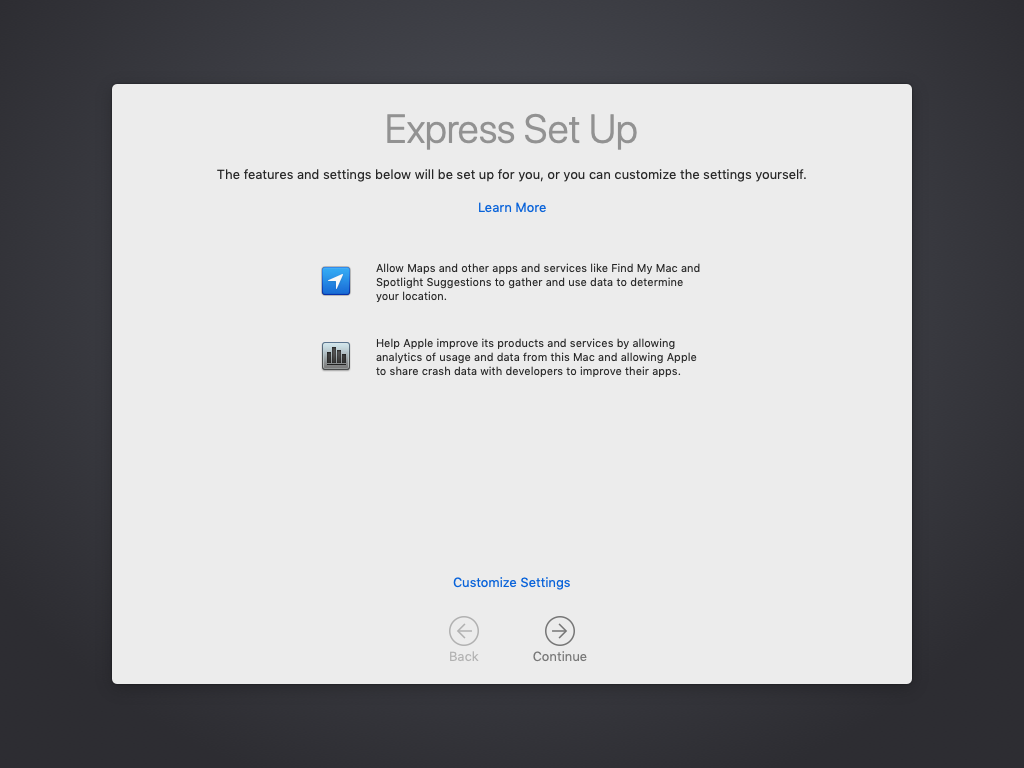 Express Set Up
The features and settings below will be set up for you, or you can customize the settings yourself.
Learn More
Allow Maps and other apps and services like Find My Mac and
Spotlight Suggestions to gather and use data to determine
your location.
Help Apple improve its products and services by allowing
analytics of usage and data from this Mac and allowing Apple
to share crash data with developers to improve their apps.
Customize Settings
Back
Continue